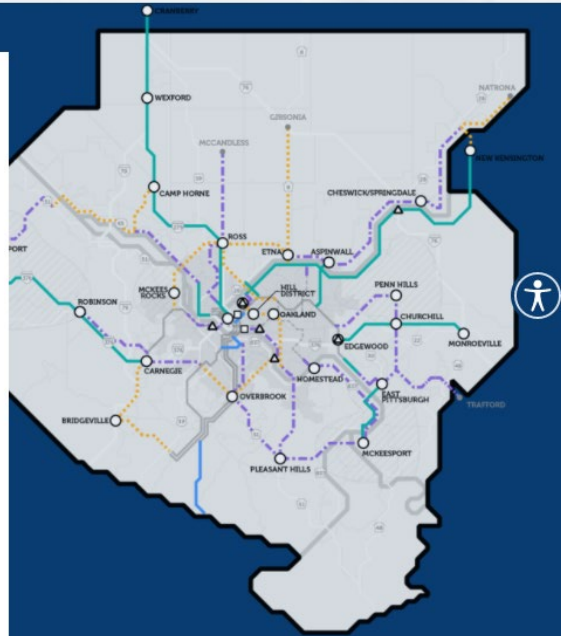 CRANBERRY
WEXFORD
NATRONA
GIBSONIA
MCCANDLESS
NEW KENSINGTON
CAMP HORNE
CHESWICK/SPRINGDALE
PORT
ROSS
ETNA
ASPINWALL
MCKEES
ROCKS
HILL
DISTRICT
PENN HILLS
ROBINSON
OAKLAND
CHURCHILL
EDGEWOOD
MONROEVILLE
CARNEGIE
HOMESTEAD
EAST
PITTSBURGH
OVERBROOK
TRAFFORD
BRIDGEVILLE
MCKEESPORT
PLEASANT HILLS